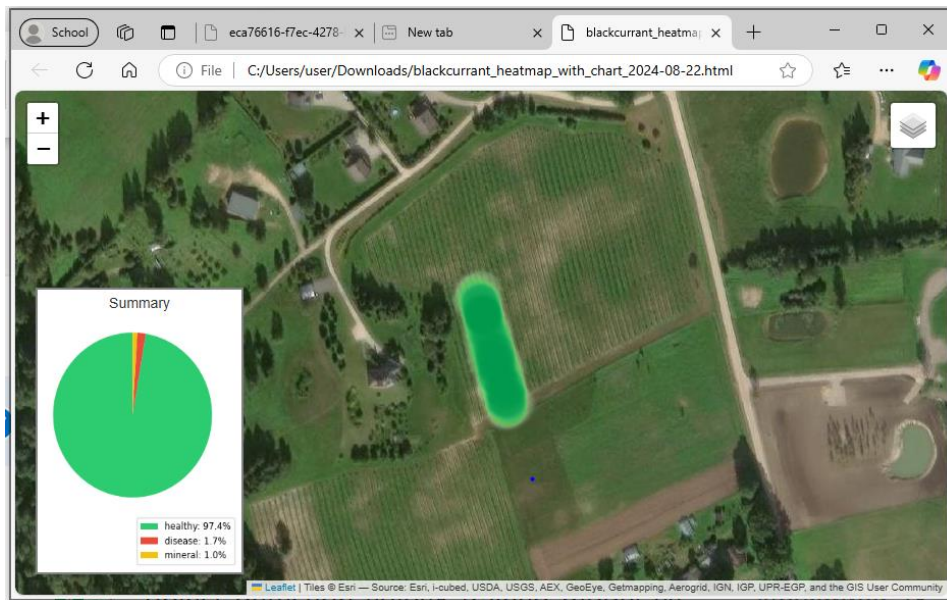 School
eca76616-f7ec-4278-
New tab
blackcurrant_heatma
File
C:/Users/user/Downloads/blackcurrant_heatmap_with_chart_2024-08-22.html
+
−
Summary
healthy: 97.4%
disease: 1.7%
mineral: 1.0%
Leaflet | Tiles © Esri — Source: Esri, i-cubed, USDA, USGS, AEX, GeoEye, Getmapping, Aerogrid, IGN, IGP, UPR-EGP, and the GIS User Community